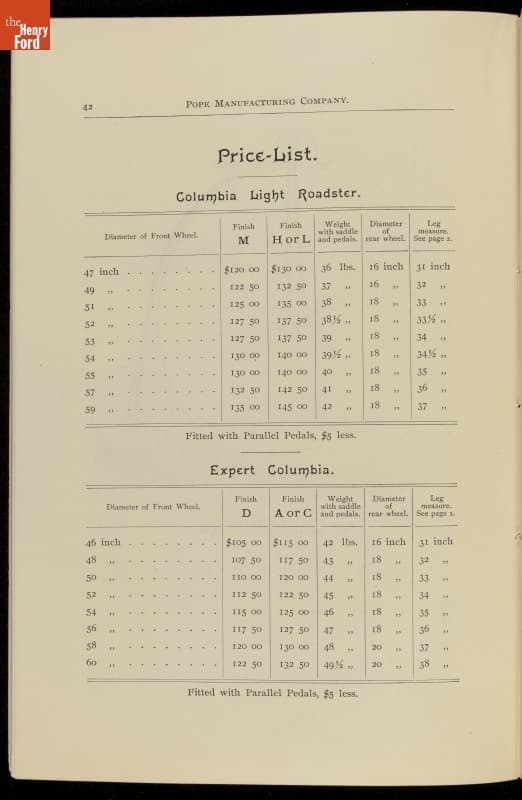 the
Henry
Ford
42 POPE MANUFACTURING COMPANY.
Price-List.
Columbia Light Roadster.
Diameter of Front Wheel. Finish M Finish H or L Weight with saddle and pedals. Diameter of rear wheel. Leg measure. See page 2.
47 inch . . . . . . . . $120 00 $130 00 36 lbs. 16 inch 31 inch
49 ,, . . . . . . . . 122 50 132 50 37 ,, 16 ,, 32 ,,
51 ,, . . . . . . . . 125 00 135 00 38 ,, 18 ,, 33 ,,
52 ,, . . . . . . . . 127 50 137 50 38½ ,, 18 ,, 33½ ,,
53 ,, . . . . . . . . 127 50 137 50 39 ,, 18 ,, 34 ,,
54 ,, . . . . . . . . 130 00 140 00 39½ ,, 18 ,, 34½ ,,
55 ,, . . . . . . . . 130 00 140 00 40 ,, 18 ,, 35 ,,
57 ,, . . . . . . . . 132 50 142 50 41 ,, 18 ,, 36 ,,
59 ,, . . . . . . . . 135 00 145 00 42 ,, 18 ,, 37 ,,
Fitted with Parallel Pedals, $5 less.
Expert Columbia.
Diameter of Front Wheel. Finish D Finish A or C Weight with saddle and pedals. Diameter of rear wheel. Leg measure. See page 2.
46 inch . . . . . . . . $105 00 $115 00 42 lbs. 16 inch 31 inch
48 ,, . . . . . . . . 107 50 117 50 43 ,, 18 ,, 32 ,,
50 ,, . . . . . . . . 110 00 120 00 44 ,, 18 ,, 33 ,,
52 ,, . . . . . . . . 112 50 122 50 45 ,, 18 ,, 34 ,,
54 ,, . . . . . . . . 115 00 125 00 46 ,, 18 ,, 35 ,,
56 ,, . . . . . . . . 117 50 127 50 47 ,, 18 ,, 36 ,,
58 ,, . . . . . . . . 120 00 130 00 48 ,, 20 ,, 37 ,,
60 ,, . . . . . . . . 122 50 132 50 49½ ,, 20 ,, 38 ,,
Fitted with Parallel Pedals, $5 less.